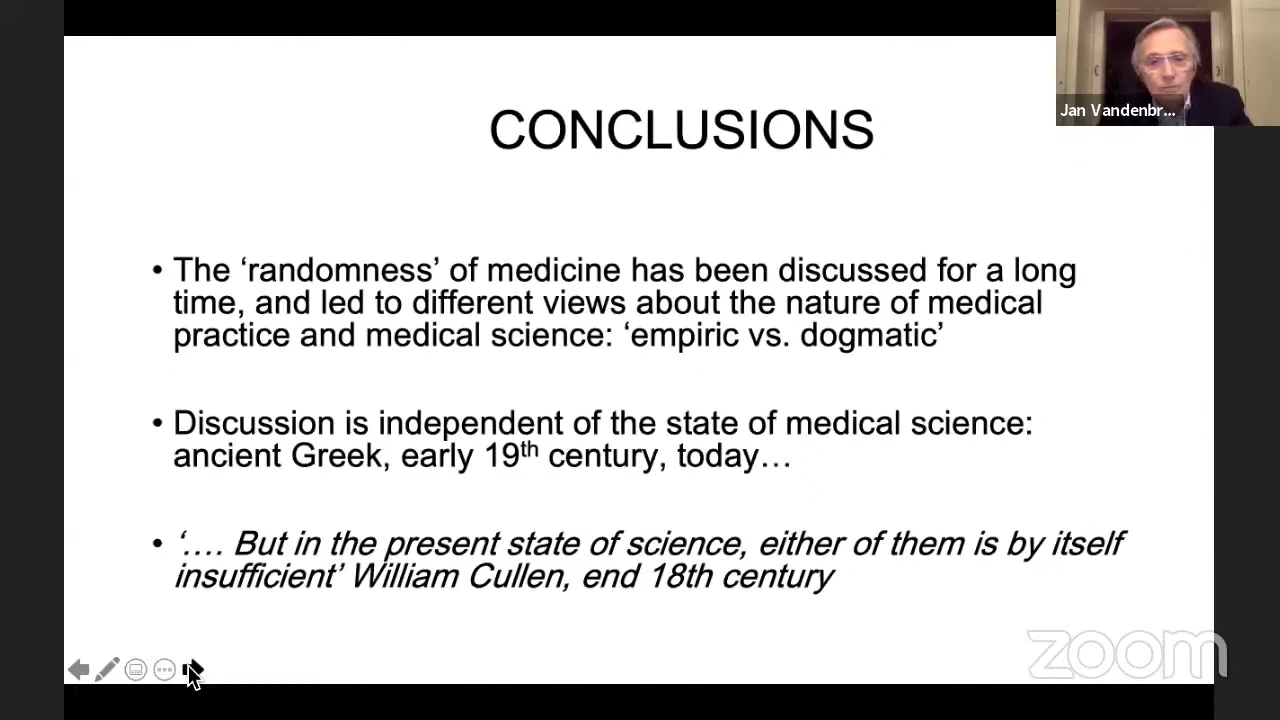 Jan Vandenbr...
CONCLUSIONS
• The ‘randomness’ of medicine has been discussed for a long
time, and led to different views about the nature of medical
practice and medical science: ‘empiric vs. dogmatic’
• Discussion is independent of the state of medical science:
ancient Greek, early 19th century, today…
• ‘…. But in the present state of science, either of them is by itself
insufficient’ William Cullen, end 18th century
zoom